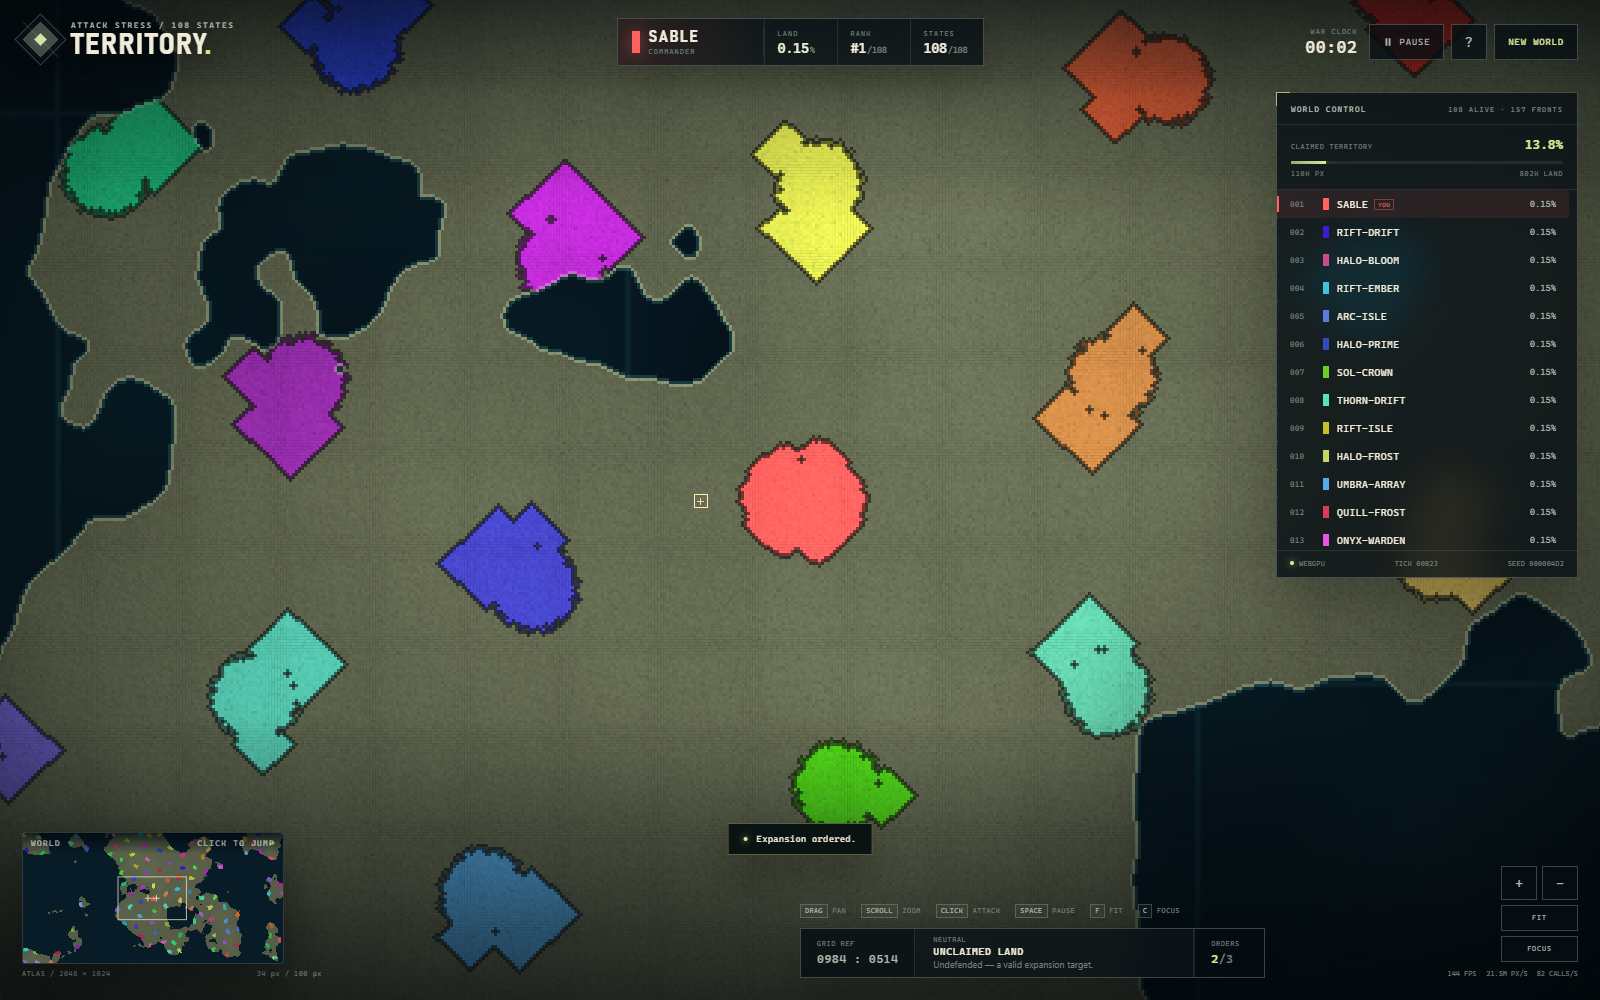 ATTACK STRESS / 108 STATES
TERRITORY.
SABLE
COMMANDER
LAND
0.15%
RANK
#1/108
STATES
108/108
WAR CLOCK
00:02
PAUSE
?
NEW WORLD
WORLD CONTROL
108 ALIVE · 157 FRONTS
CLAIMED TERRITORY
13.8%
110K PX
802K LAND
001 SABLE YOU 0.15%
002 RIFT-DRIFT 0.15%
003 HALO-BLOOM 0.15%
004 RIFT-EMBER 0.15%
005 ARC-ISLE 0.15%
006 HALO-PRIME 0.15%
007 SOL-CROWN 0.15%
008 THORN-DRIFT 0.15%
009 RIFT-ISLE 0.15%
010 HALO-FROST 0.15%
011 UMBRA-ARRAY 0.15%
012 QUILL-FROST 0.15%
013 ONYX-WARDEN 0.15%
WEBGPU
TICK 00023
SEED 000004D2
Expansion ordered.
WORLD
CLICK TO JUMP
ATLAS / 2048 × 1024
34 px / 100 px
DRAG PAN SCROLL ZOOM CLICK ATTACK SPACE PAUSE F FIT C FOCUS
GRID REF
0984 : 0514
NEUTRAL
UNCLAIMED LAND
Undefended — a valid expansion target.
ORDERS
2/3
+
−
FIT
FOCUS
144 FPS 21.5M PX/S 82 CALLS/S